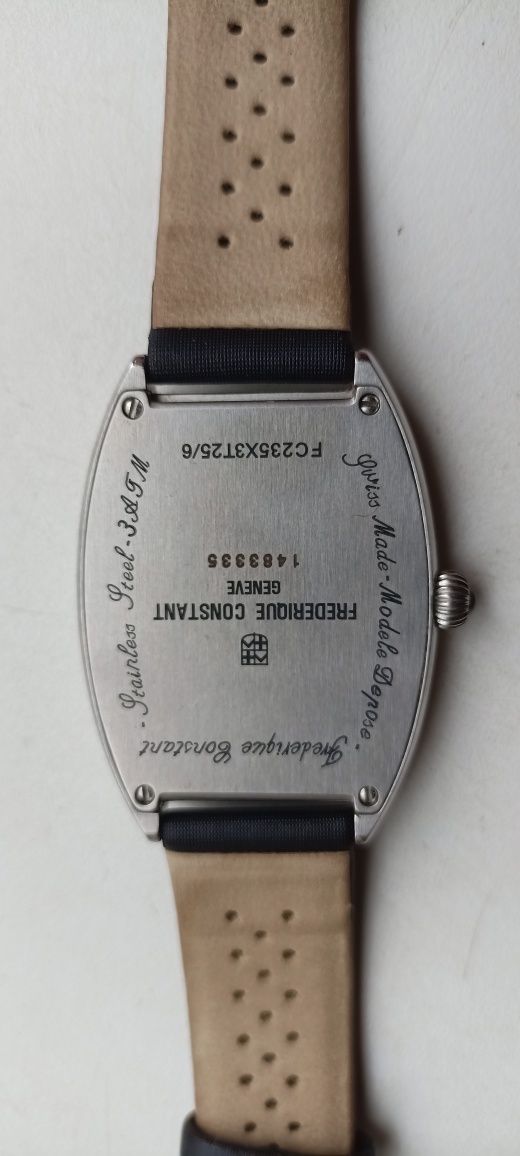 Frederique Constant -
FREDERIQUE CONSTANT
GENEVE
1483335
FC235X3T25/6
Swiss Made - Modele Depose -
- Stainless Steel - 3ATM